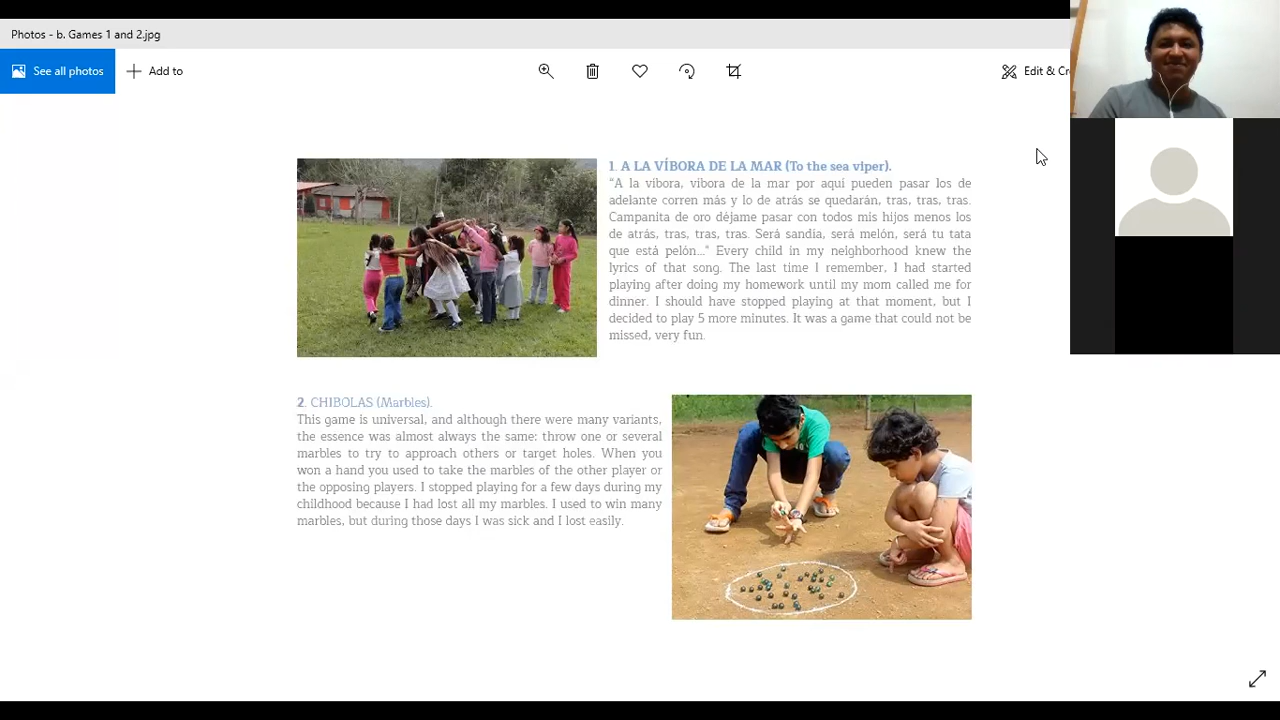 Photos - b. Games 1 and 2.jpg
See all photos
Add to
Edit & Cr
1. A LA VÍBORA DE LA MAR (To the sea viper).
"A la víbora, víbora de la mar por aquí pueden pasar los de
adelante corren más y lo de atrás se quedarán, tras, tras, tras.
Campanita de oro déjame pasar con todos mis hijos menos los
de atrás, tras, tras, tras. Será sandía, será melón, será tu tata
que está pelón..." Every child in my neighborhood knew the
lyrics of that song. The last time I remember, I had started
playing after doing my homework until my mom called me for
dinner. I should have stopped playing at that moment, but I
decided to play 5 more minutes. It was a game that could not be
missed, very fun.
2. CHIBOLAS (Marbles).
This game is universal, and although there were many variants,
the essence was almost always the same: throw one or several
marbles to try to approach others or target holes. When you
won a hand you used to take the marbles of the other player or
the opposing players. I stopped playing for a few days during my
childhood because I had lost all my marbles. I used to win many
marbles, but during those days I was sick and I lost easily.